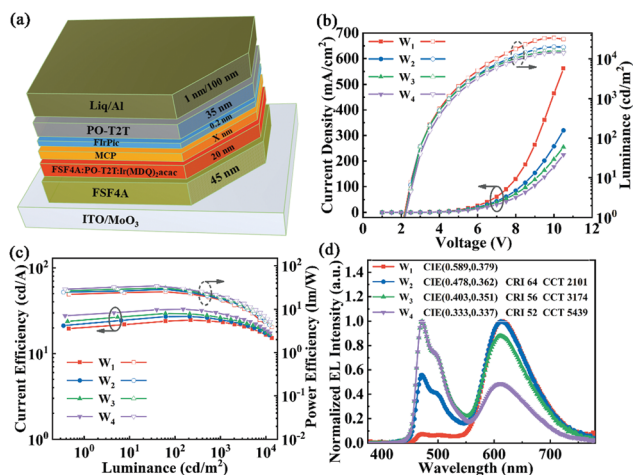 (a)
Liq/Al
1 nm/100 nm
PO-T2T
35 nm
FIrPic
0.2 nm
MCP
X nm
FSF4A:PO-T2T:Ir(MDQ)₂acac
20 nm
FSF4A
45 nm
ITO/MoO₃
(b)
Current Density (mA/cm²)
700
600
500
400
300
200
100
0
W₁
W₂
W₃
W₄
10⁴
10³
10²
10¹
10⁰
Luminance (cd/m²)
0 2 4 6 8 10 12
Voltage (V)
(c)
Current Efficiency (cd/A)
10²
10¹
10⁰
W₁
W₂
W₃
W₄
10²
10¹
10⁰
10⁻¹
10⁻²
Power Efficiency (lm/W)
10⁰ 10¹ 10² 10³ 10⁴
Luminance (cd/m²)
(d)
Normalized EL Intensity (a.u.)
1.4
1.2
1.0
0.8
0.6
0.4
0.2
0.0
W₁ CIE(0.589,0.379)
W₂ CIE(0.478,0.362) CRI 64 CCT 2101
W₃ CIE(0.403,0.351) CRI 56 CCT 3174
W₄ CIE(0.333,0.337) CRI 52 CCT 5439
400 500 600 700
Wavelength (nm)